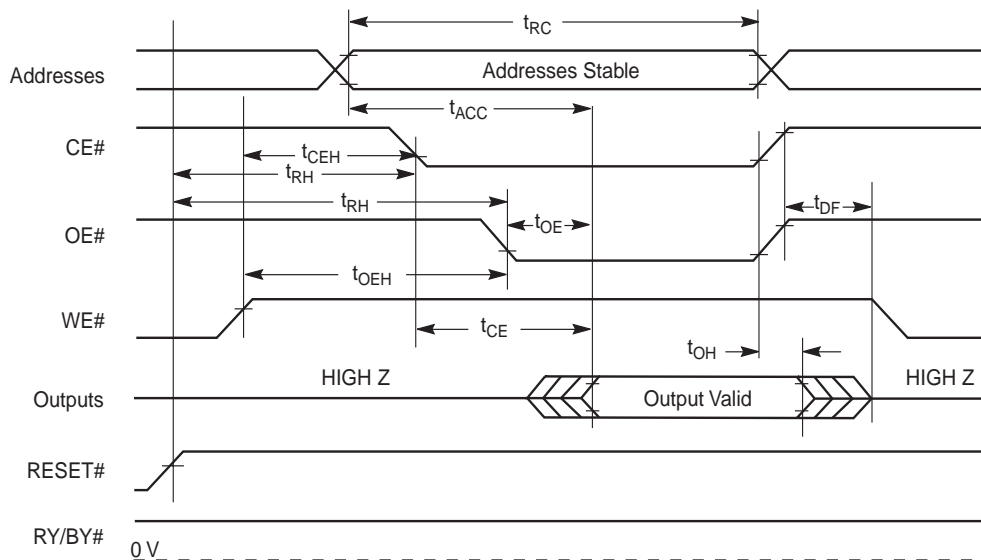 tRC
Addresses
Addresses Stable
tACC
CE#
tCEH
tRH
tRH
tDF
OE#
tOE
tOEH
WE#
tCE
tOH
HIGH Z
HIGH Z
Outputs
Output Valid
RESET#
RY/BY#
0 V